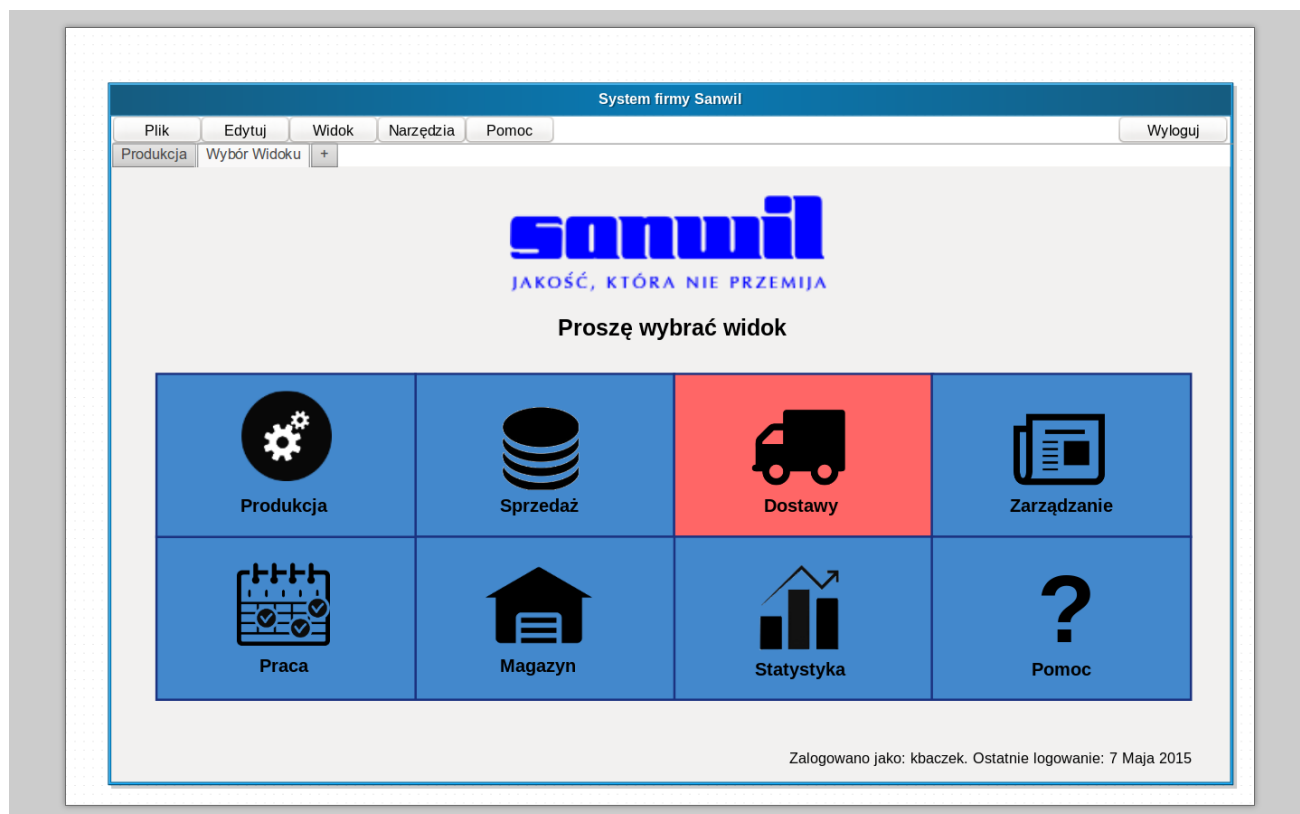 System firmy Sanwil
Plik Edytuj Widok Narzędzia Pomoc Wyloguj
Produkcja Wybór Widoku +
sanwil
JAKOŚĆ, KTÓRA NIE PRZEMIJA
Proszę wybrać widok
Produkcja Sprzedaż Dostawy Zarządzanie
?
Praca Magazyn Statystyka Pomoc
Zalogowano jako: kbaczek. Ostatnie logowanie: 7 Maja 2015